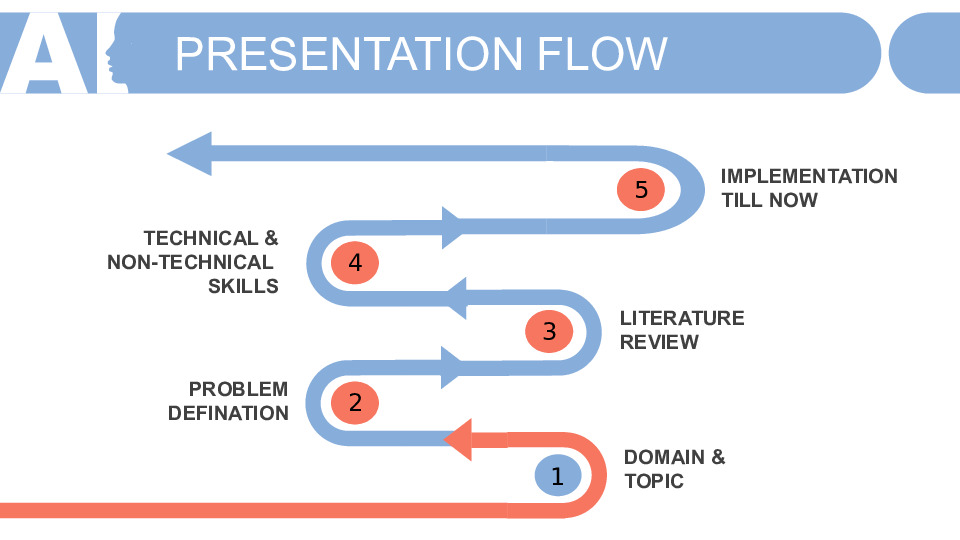 AI
PRESENTATION FLOW
5
IMPLEMENTATION
TILL NOW
TECHNICAL &
NON-TECHNICAL
SKILLS
4
3
LITERATURE
REVIEW
PROBLEM
DEFINATION
2
1
DOMAIN &
TOPIC